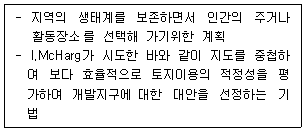 - 지역의 생태계를 보존하면서 인간의 주거나
활동장소를 선택해 가기위한 계획
- I,McHarg가 시도한 바와 같이 지도를 중첩하
여 보다 효율적으로 토지이용의 적정성을 평
가하여 개발지구에 대한 대안을 선정하는 기
법